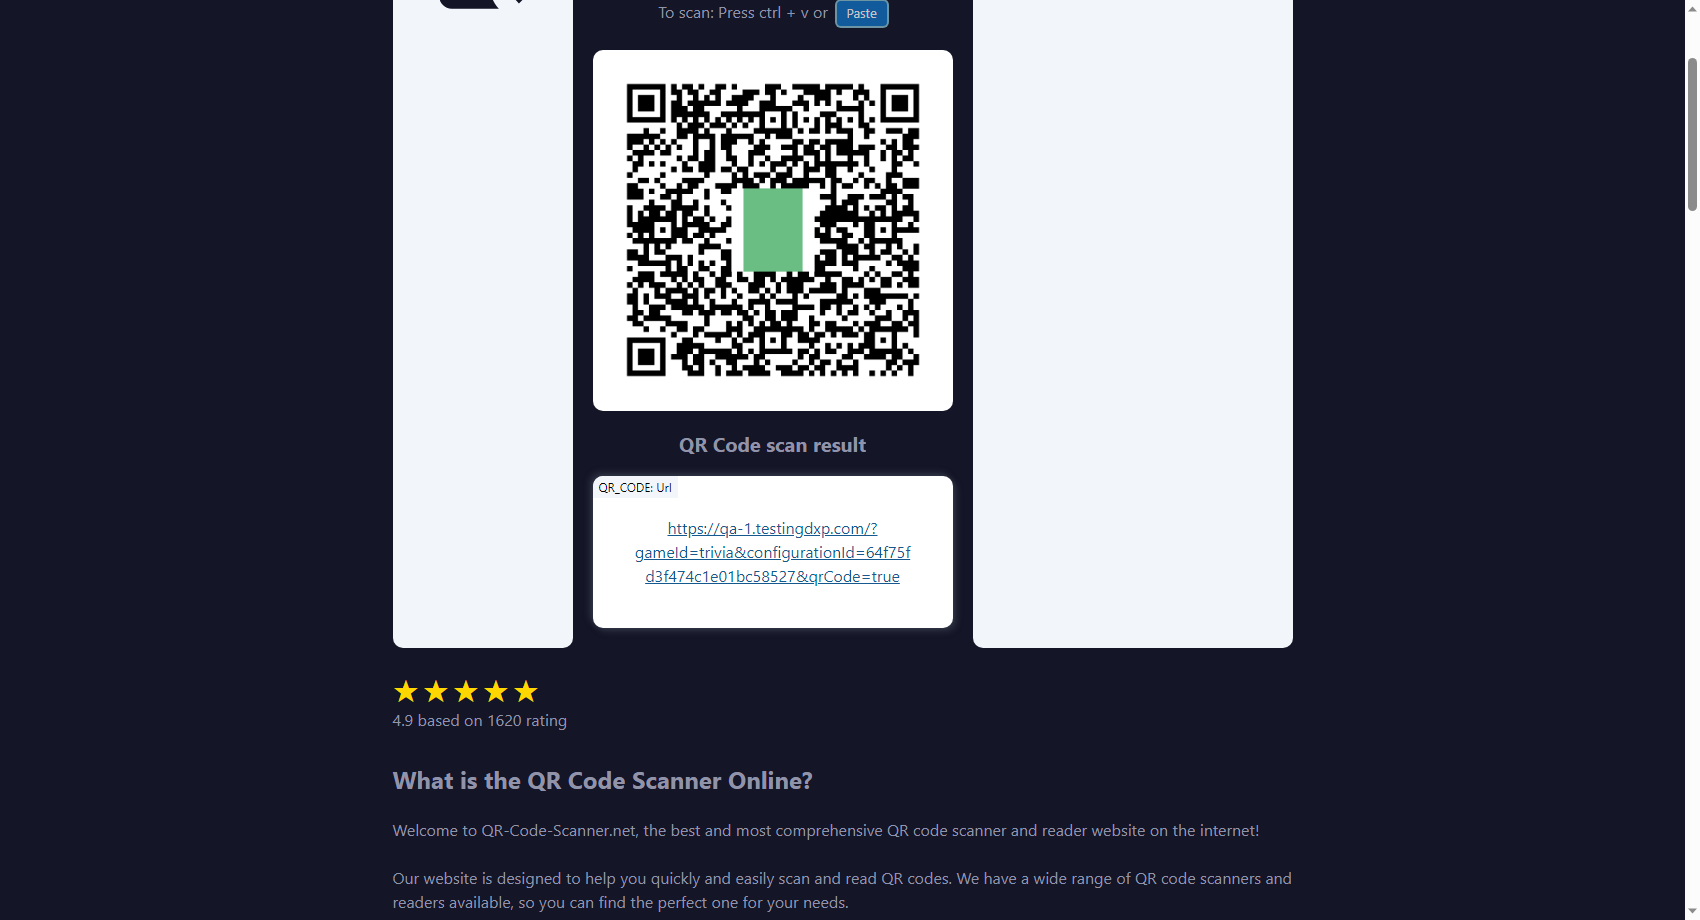 To scan: Press ctrl + v or Paste
QR Code scan result
QR_CODE: Url
https://qa-1.testingdxp.com/?
gameId=trivia&configurationId=64f75f
d3f474c1e01bc58527&qrCode=true
4.9 based on 1620 rating
What is the QR Code Scanner Online?
Welcome to QR-Code-Scanner.net, the best and most comprehensive QR code scanner and reader website on the internet!
Our website is designed to help you quickly and easily scan and read QR codes. We have a wide range of QR code scanners and
readers available, so you can find the perfect one for your needs.